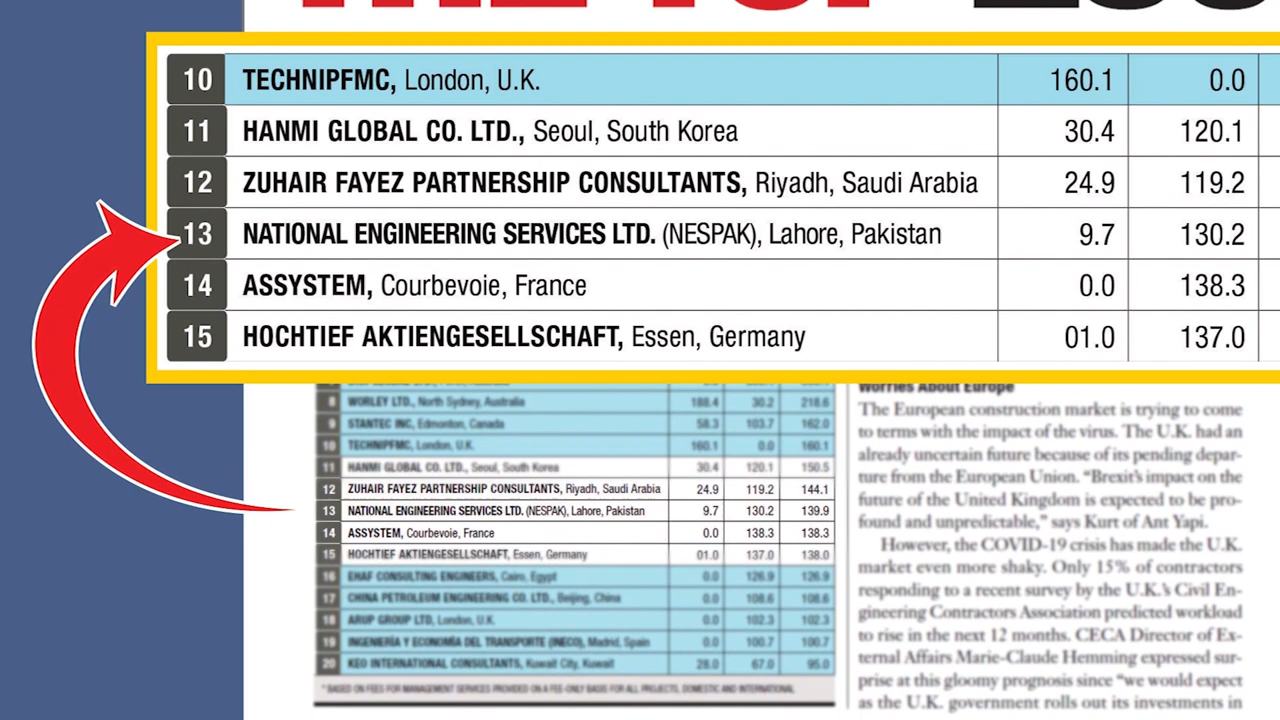 10 TECHNIPFMC, London, U.K. 160.1 0.0
11 HANMI GLOBAL CO. LTD., Seoul, South Korea 30.4 120.1
12 ZUHAIR FAYEZ PARTNERSHIP CONSULTANTS, Riyadh, Saudi Arabia 24.9 119.2
13 NATIONAL ENGINEERING SERVICES LTD. (NESPAK), Lahore, Pakistan 9.7 130.2
14 ASSYSTEM, Courbevoie, France 0.0 138.3
15 HOCHTIEF AKTIENGESELLSCHAFT, Essen, Germany 01.0 137.0
8 WORLEY LTD., North Sydney, Australia 188.4 30.2 218.6
9 STANTEC INC, Edmonton, Canada 58.3 103.7 162.0
10 TECHNIPFMC, London, U.K. 160.1 0.0 160.1
11 HANMI GLOBAL CO. LTD., Seoul, South Korea 30.4 120.1 150.5
12 ZUHAIR FAYEZ PARTNERSHIP CONSULTANTS, Riyadh, Saudi Arabia 24.9 119.2 144.1
13 NATIONAL ENGINEERING SERVICES LTD. (NESPAK), Lahore, Pakistan 9.7 130.2 139.9
14 ASSYSTEM, Courbevoie, France 0.0 138.3 138.3
15 HOCHTIEF AKTIENGESELLSCHAFT, Essen, Germany 01.0 137.0 138.0
16 EHAF CONSULTING ENGINEERS, Cairo, Egypt 0.0 126.9 126.9
17 CHINA PETROLEUM ENGINEERING CO. LTD., Beijing, China 0.0 108.6 108.6
18 ARUP GROUP LTD, London, U.K. 0.0 102.3 102.3
19 INGENIERÍA Y ECONOMÍA DEL TRANSPORTE (INECO), Madrid, Spain 0.0 100.7 100.7
20 KEO INTERNATIONAL CONSULTANTS, Kuwait City, Kuwait 28.0 67.0 95.0
* BASED ON FEES FOR MANAGEMENT SERVICES PROVIDED ON A FEE-ONLY BASIS FOR ALL PROJECTS, DOMESTIC AND INTERNATIONAL
Worries About Europe
The European construction market is trying to come
to terms with the impact of the virus. The U.K. had an
already uncertain future because of its pending depar-
ture from the European Union. “Brexit’s impact on the
future of the United Kingdom is expected to be pro-
found and unpredictable,” says Kurt of Ant Yapi.
However, the COVID-19 crisis has made the U.K.
market even more shaky. Only 15% of contractors
responding to a recent survey by the U.K.’s Civil En-
gineering Contractors Association predicted workload
to rise in the next 12 months. CECA Director of Ex-
ternal Affairs Marie-Claude Hemming expressed sur-
prise at this gloomy prognosis since “we would expect
as the U.K. government rolls out its investments in